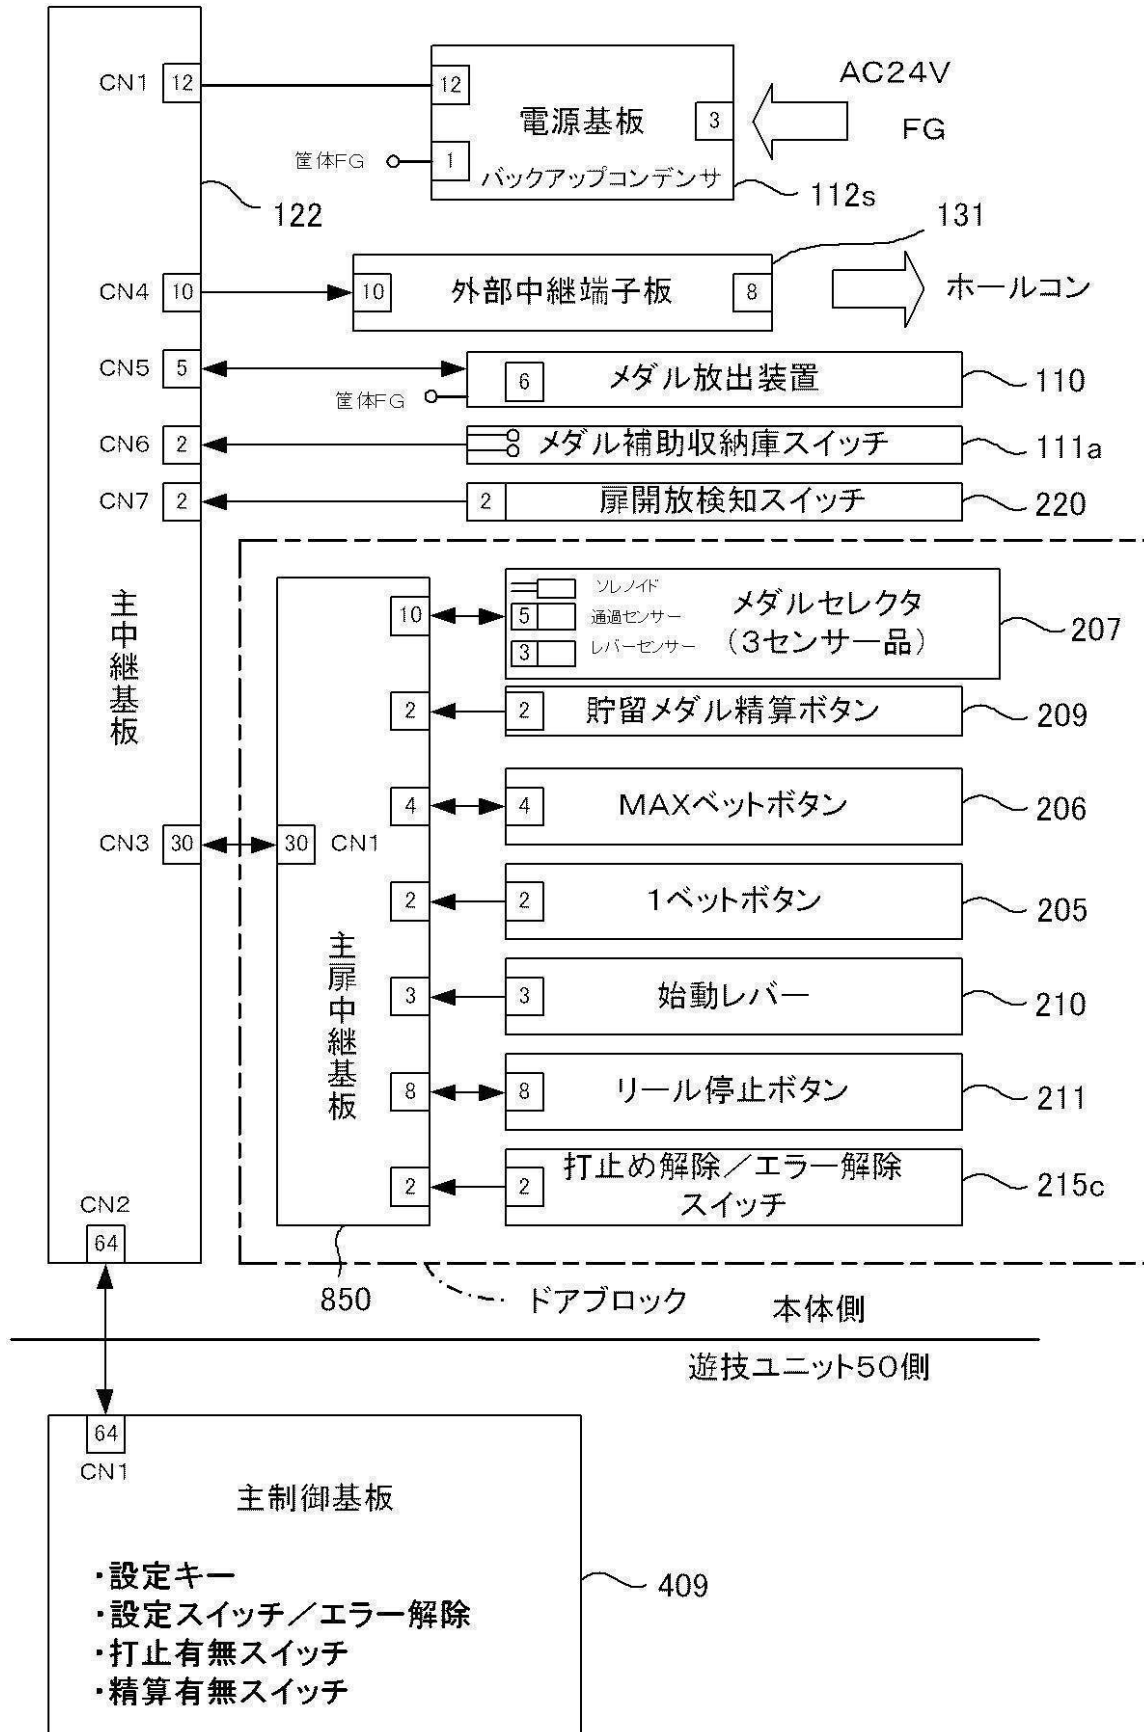 CN1 12
12
電源基板
3
AC24V
FG
筐体FG
1
バックアップコンデンサ
112s
122
131
CN4 10
10
外部中継端子板
8
ホールコン
CN5 5
6
メダル放出装置
110
筐体FG
CN6 2
メダル補助収納庫スイッチ
111a
CN7 2
2
扉開放検知スイッチ
220
主中継基板
10
ソレノイド
5
通過センサー
3
レバーセンサー
メダルセレクタ
(3センサー品)
207
2
2
貯留メダル精算ボタン
209
4
4
MAXベットボタン
206
CN3 30
30 CN1
2
2
1ベットボタン
205
主扉中継基板
3
3
始動レバー
210
8
8
リール停止ボタン
211
2
2
打止め解除／エラー解除
スイッチ
215c
CN2
64
850
ドアブロック
本体側
遊技ユニット50側
64
CN1
主制御基板
・設定キー
・設定スイッチ／エラー解除
・打止有無スイッチ
・精算有無スイッチ
409